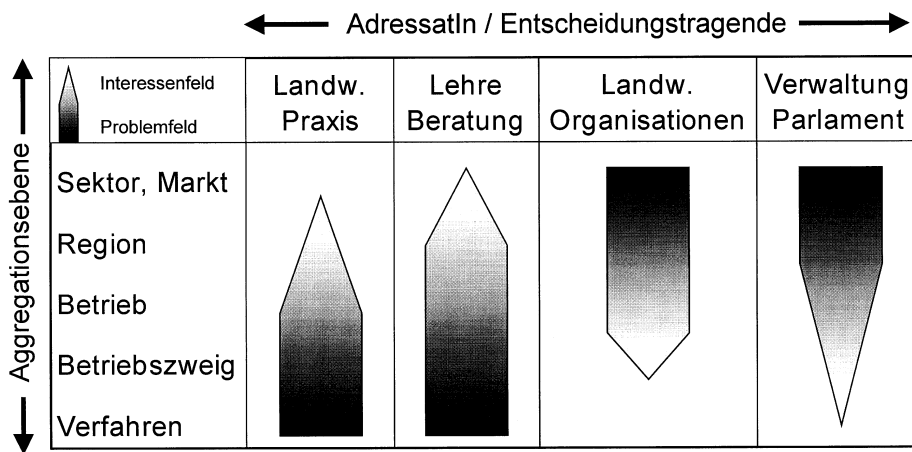 AdressatIn / Entscheidungstragende
Aggregationsebene
Interessenfeld
Problemfeld
Landw.
Praxis
Lehre
Beratung
Landw.
Organisationen
Verwaltung
Parlament
Sektor, Markt
Region
Betrieb
Betriebszweig
Verfahren